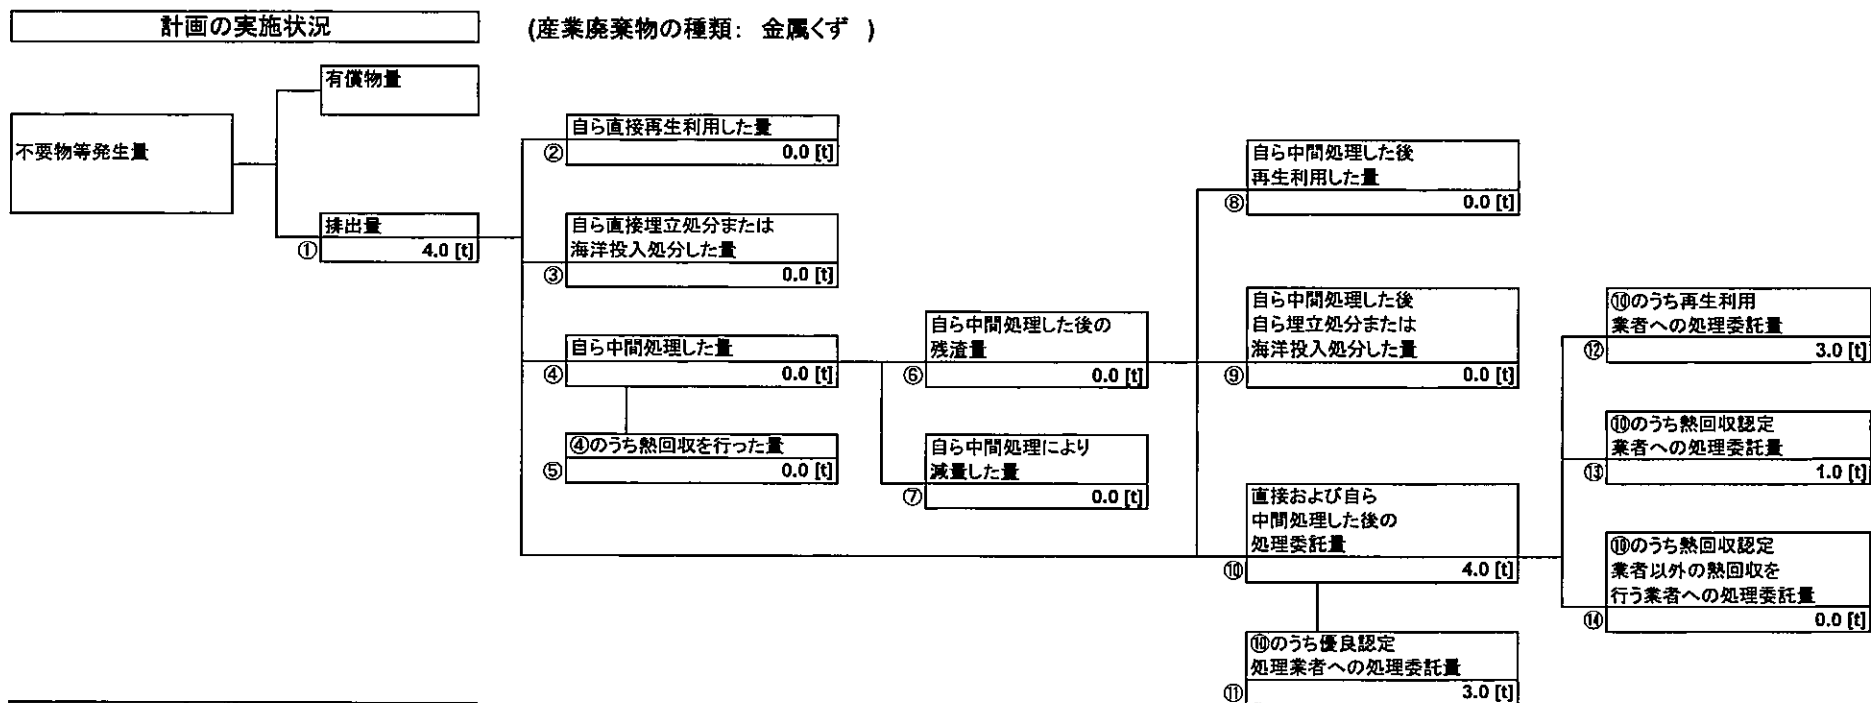 計画の実施状況
(産業廃棄物の種類： 金属くず )
有償物量
不要物等発生量
排出量
① 4.0 [t]
自ら直接再生利用した量
② 0.0 [t]
自ら直接埋立処分または
海洋投入処分した量
③ 0.0 [t]
自ら中間処理した量
④ 0.0 [t]
④のうち熱回収を行った量
⑤ 0.0 [t]
自ら中間処理した後の
残渣量
⑥ 0.0 [t]
自ら中間処理により
減量した量
⑦ 0.0 [t]
自ら中間処理した後
再生利用した量
⑧ 0.0 [t]
自ら中間処理した後
自ら埋立処分または
海洋投入処分した量
⑨ 0.0 [t]
直接および自ら
中間処理した後の
処理委託量
⑩ 4.0 [t]
⑩のうち優良認定
処理業者への処理委託量
⑪ 3.0 [t]
⑩のうち再生利用
業者への処理委託量
⑫ 3.0 [t]
⑩のうち熱回収認定
業者への処理委託量
⑬ 1.0 [t]
⑩のうち熱回収認定
業者以外の熱回収を
行う業者への処理委託量
⑭ 0.0 [t]